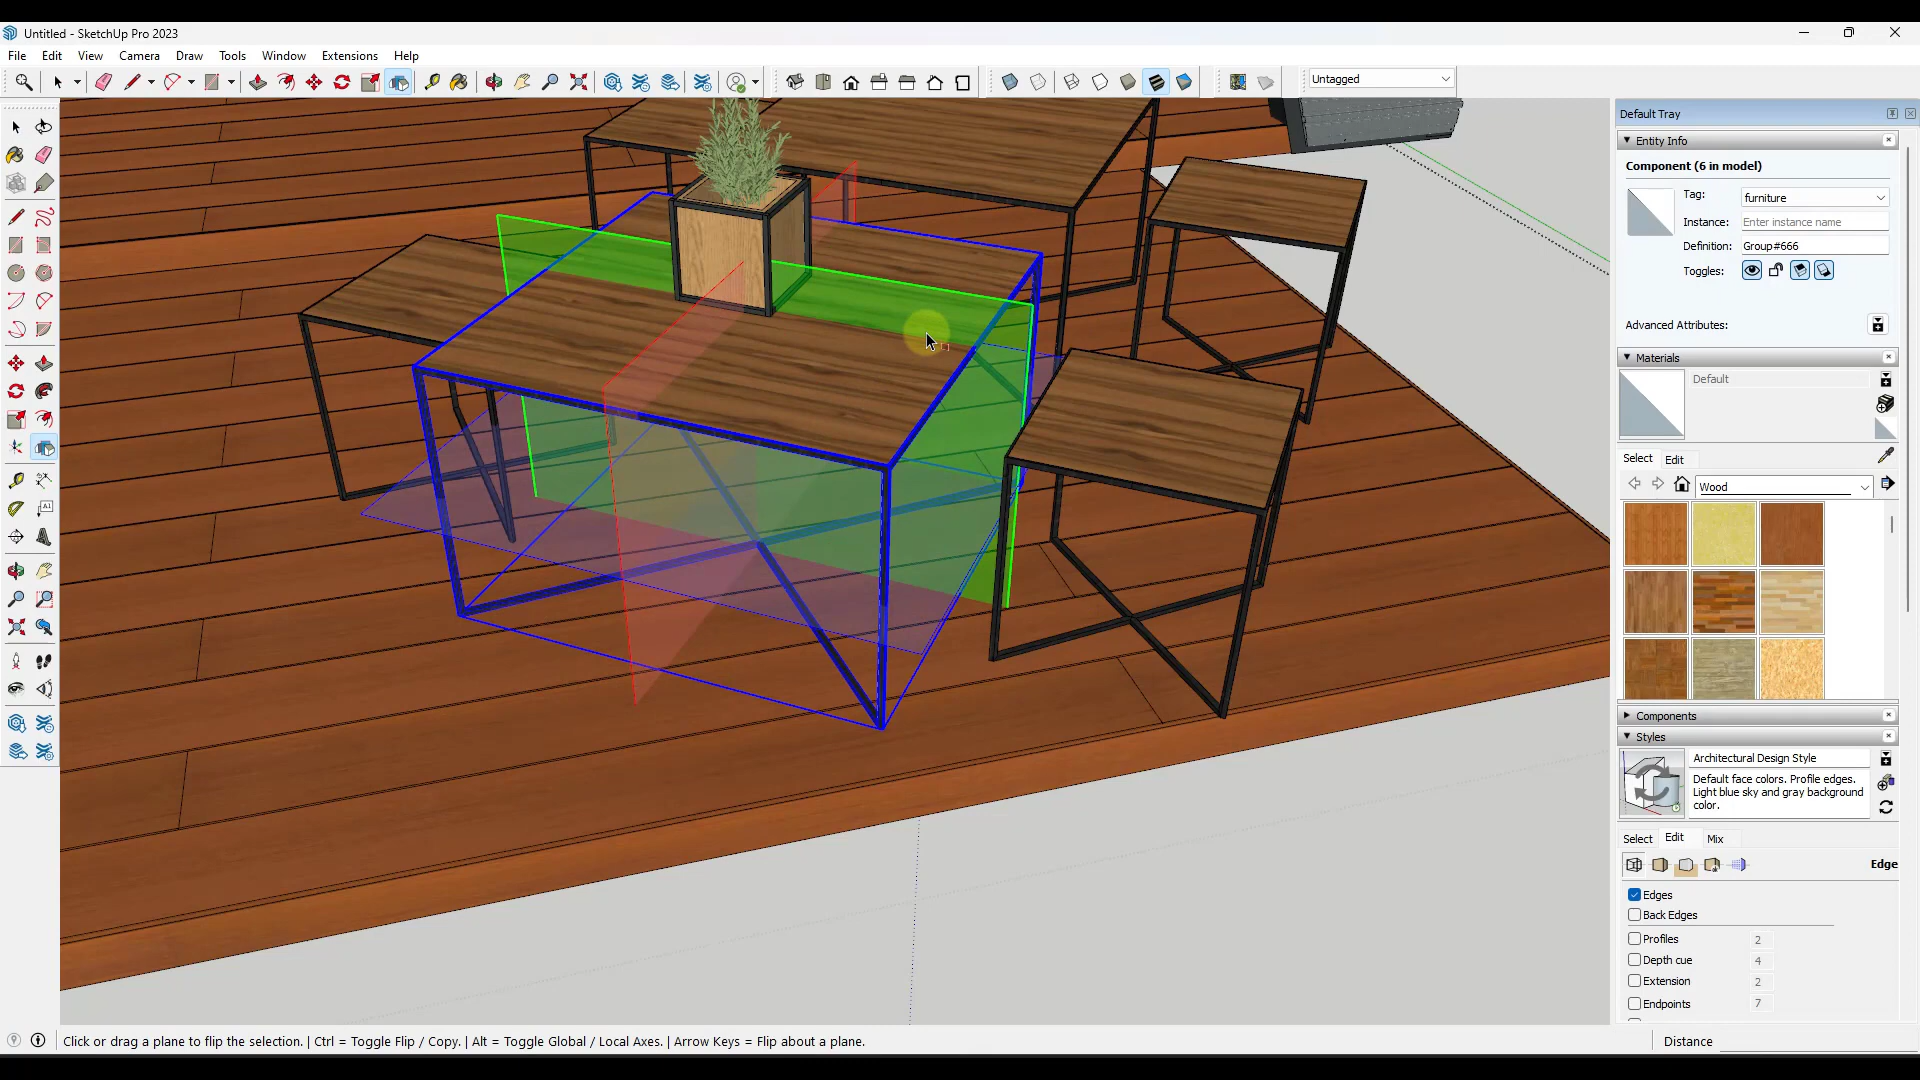 Untitled - SketchUp Pro 2023
File Edit View Camera Draw Tools Window Extensions Help
Untagged
Default Tray
Entity Info
Component (6 in model)
Tag: furniture
Instance: Enter instance name
Definition: Group#666
Toggles:
Advanced Attributes:
Materials
Default
Select Edit
Wood
Components
Styles
Architectural Design Style
Default face colors. Profile edges.
Light blue sky and gray background
color.
Select Edit Mix
Edge
Edges
Back Edges
Profiles 2
Depth cue 4
Extension 2
Endpoints 7
Click or drag a plane to flip the selection. | Ctrl = Toggle Flip / Copy. | Alt = Toggle Global / Local Axes. | Arrow Keys = Flip about a plane.
Distance